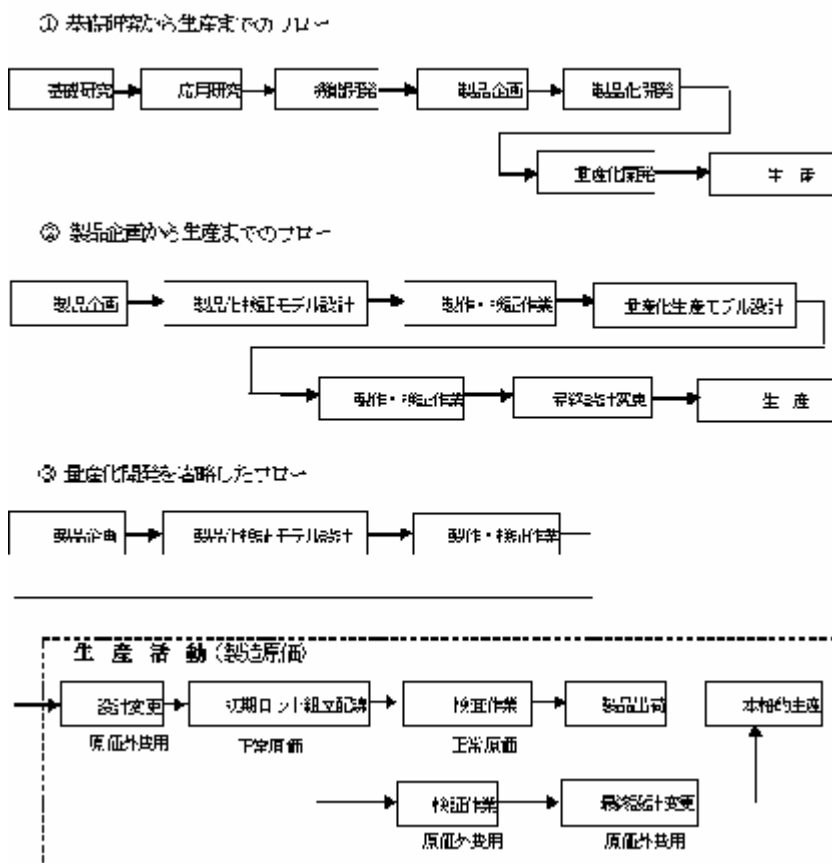 ① 基礎研究から生産までのフロー
基礎研究 応用研究 機能開発 製品企画 製品化開発
量産化開発 生 産
② 製品企画から生産までのフロー
製品企画 製品化検証モデル設計 製作・検証作業 量産化生産モデル設計
製作・検証作業 最終設計変更 生 産
③ 量産化開発を省略したフロー
製品企画 製品化検証モデル設計 製作・検証作業
生 産 活 動 (製造原価)
設計変更 初期ロット組立配線 検査作業 製品出荷 本格的生産
原価外費用 正常原価 正常原価
検証作業 最終設計変更
原価外費用 原価外費用